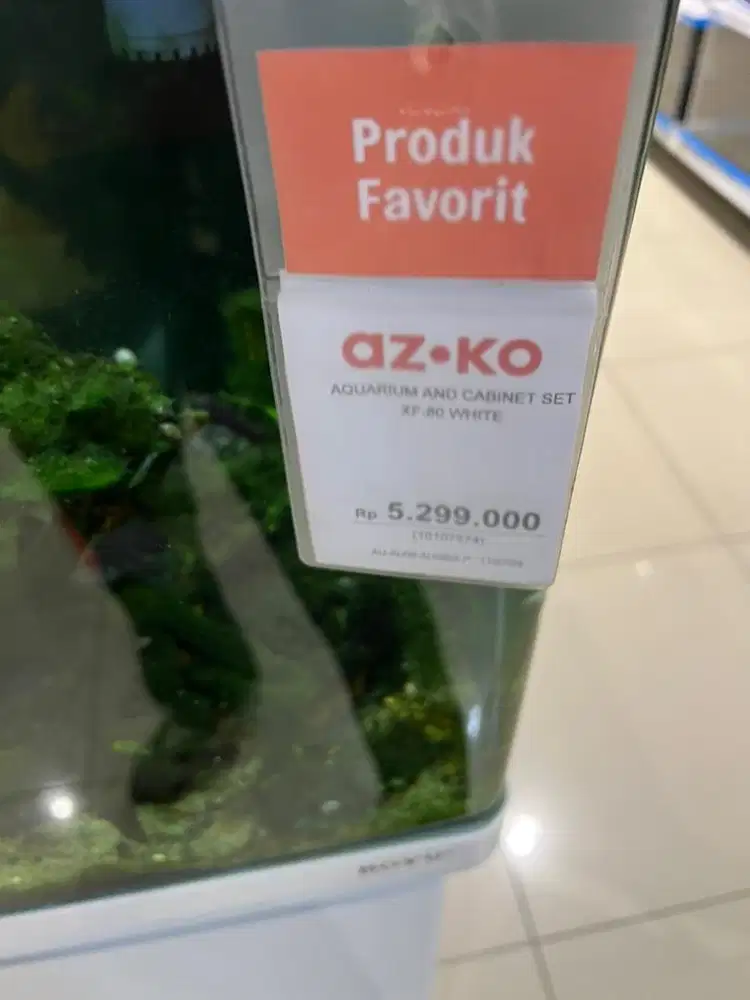 Produk
Favorit
az•ko
AQUARIUM AND CABINET SET
XF-80 WHITE
Rp 5.299.000